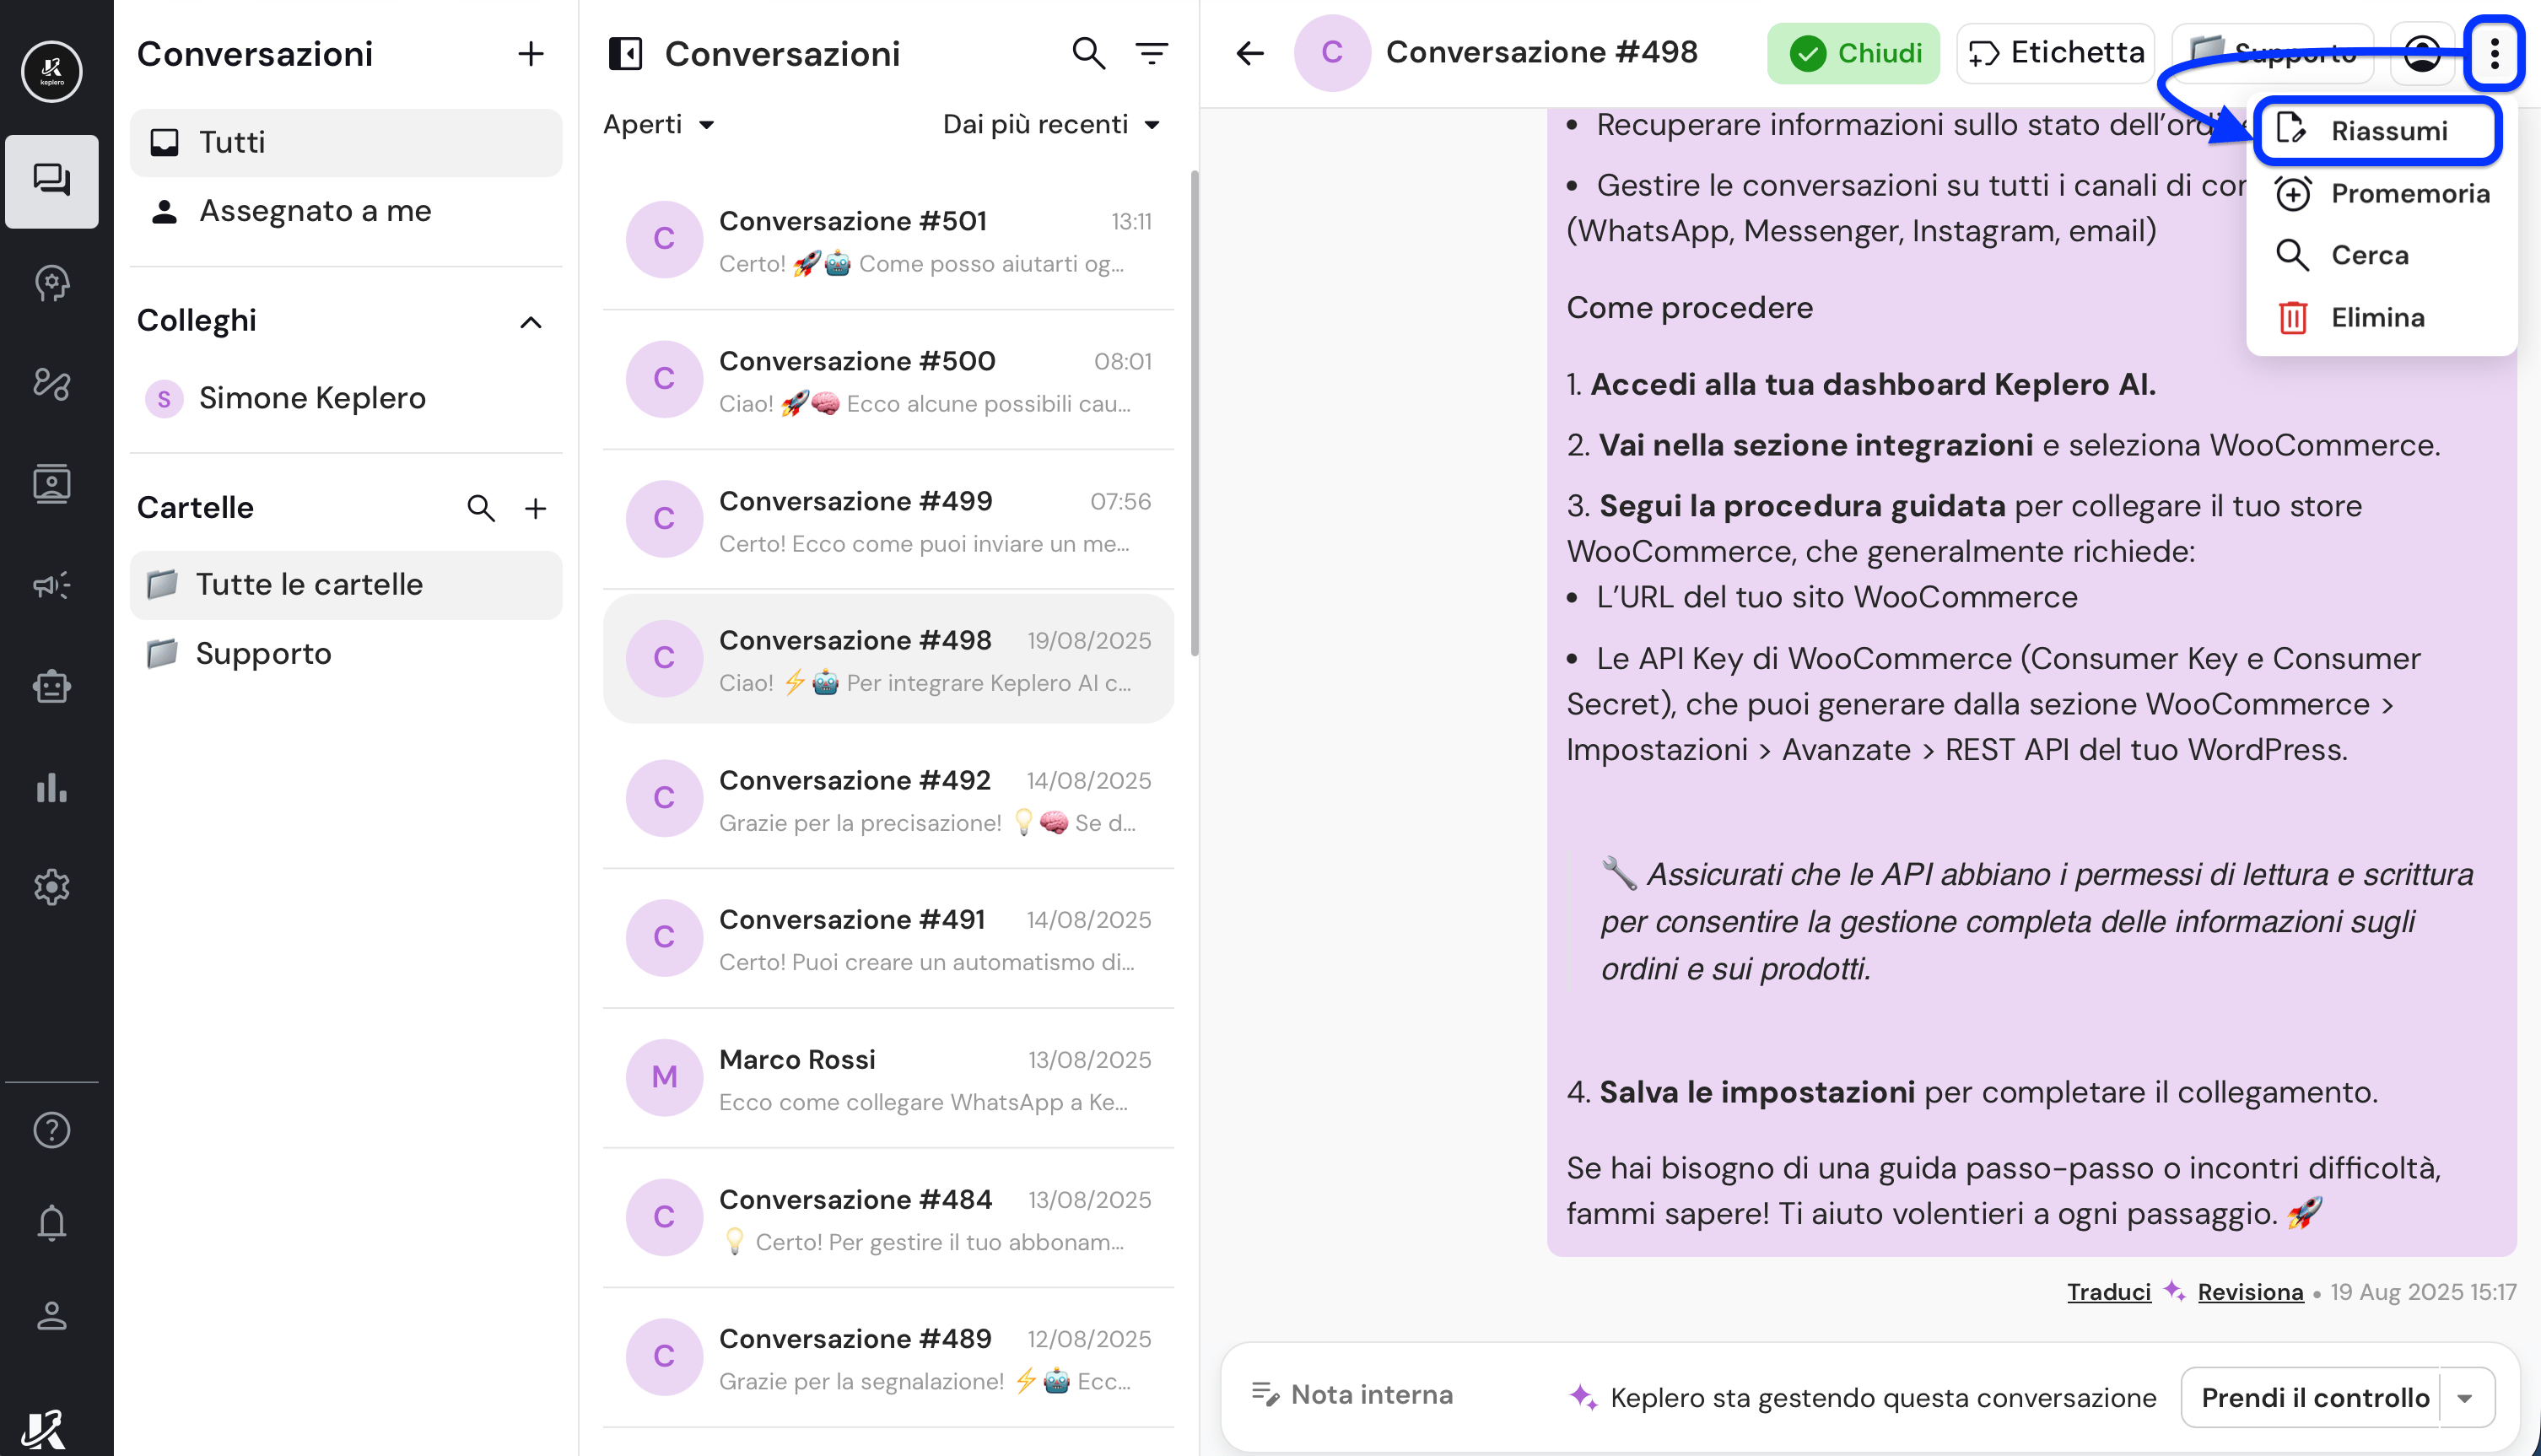 keplero
Conversazioni
Tutti
Assegnato a me
Colleghi
S Simone Keplero
Cartelle
Tutte le cartelle
Supporto
Conversazioni
Aperti
Dai più recenti
C
Conversazione #501 13:11
Certo! 🚀🤖 Come posso aiutarti og...
C
Conversazione #500 08:01
Ciao! 🚀🧠 Ecco alcune possibili cau...
C
Conversazione #499 07:56
Certo! Ecco come puoi inviare un me...
C
Conversazione #498 19/08/2025
Ciao! ⚡🤖 Per integrare Keplero AI c...
C
Conversazione #492 14/08/2025
Grazie per la precisazione! 💡🧠 Se d...
C
Conversazione #491 14/08/2025
Certo! Puoi creare un automatismo di...
M
Marco Rossi 13/08/2025
Ecco come collegare WhatsApp a Ke...
C
Conversazione #484 13/08/2025
💡 Certo! Per gestire il tuo abbonam...
C
Conversazione #489 12/08/2025
Grazie per la segnalazione! ⚡🤖 Ecc...
C Conversazione #498
Chiudi
Etichetta
Supporto
Riassumi
Promemoria
Cerca
Elimina
• Recuperare informazioni sullo stato
• Gestire le conversazioni su tutti i canali di
(WhatsApp, Messenger, Instagram, email)
Come procedere
1. Accedi alla tua dashboard Keplero AI.
2. Vai nella sezione integrazioni e seleziona WooCommerce.
3. Segui la procedura guidata per collegare il tuo store
WooCommerce, che generalmente richiede:
• L’URL del tuo sito WooCommerce
• Le API Key di WooCommerce (Consumer Key e Consumer
Secret), che puoi generare dalla sezione WooCommerce >
Impostazioni > Avanzate > REST API del tuo WordPress.
🔧 Assicurati che le API abbiano i permessi di lettura e scrittura
per consentire la gestione completa delle informazioni sugli
ordini e sui prodotti.
4. Salva le impostazioni per completare il collegamento.
Se hai bisogno di una guida passo-passo o incontri difficoltà,
fammi sapere! Ti aiuto volentieri a ogni passaggio. 🚀
Traduci Revisiona • 19 Aug 2025 15:17
Nota interna
Keplero sta gestendo questa conversazione
Prendi il controllo